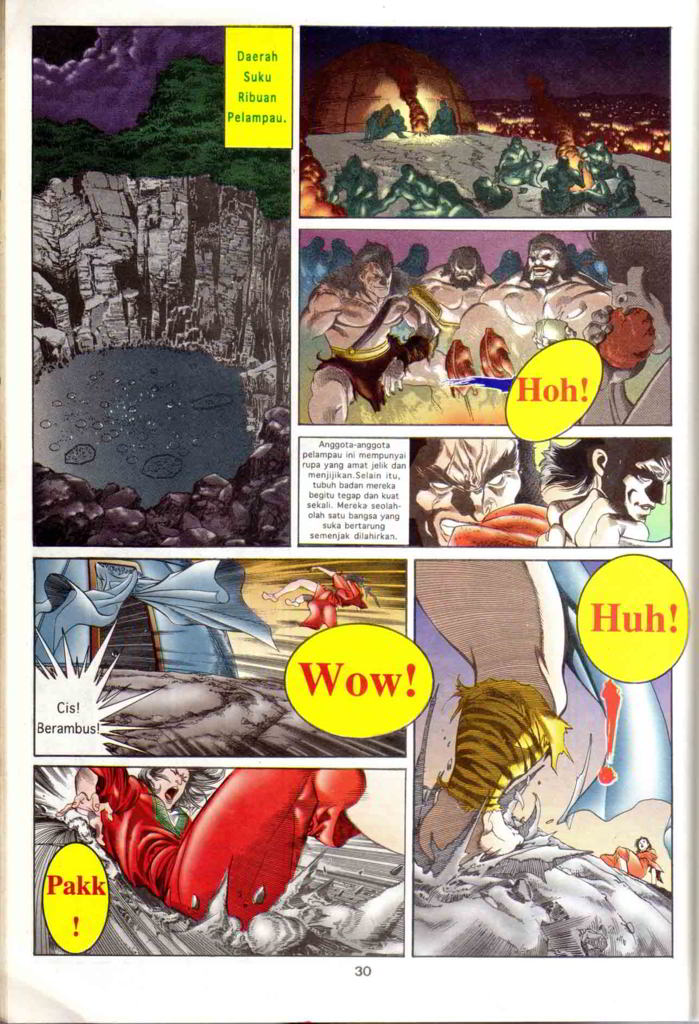 Daerah
Suku
Ribuan
Pelampau.
Hoh!
Anggota-anggota
pelampau ini mempunyai
rupa yang amat jelik dan
menjijikan.Selain itu,
tubuh badan mereka
begitu tegap dan kuat
sekali. Mereka seolah-
olah satu bangsa yang
suka bertarung
semenjak dilahirkan.
Cis!
Berambus!
Wow!
Huh!
!
Pakk
!
30